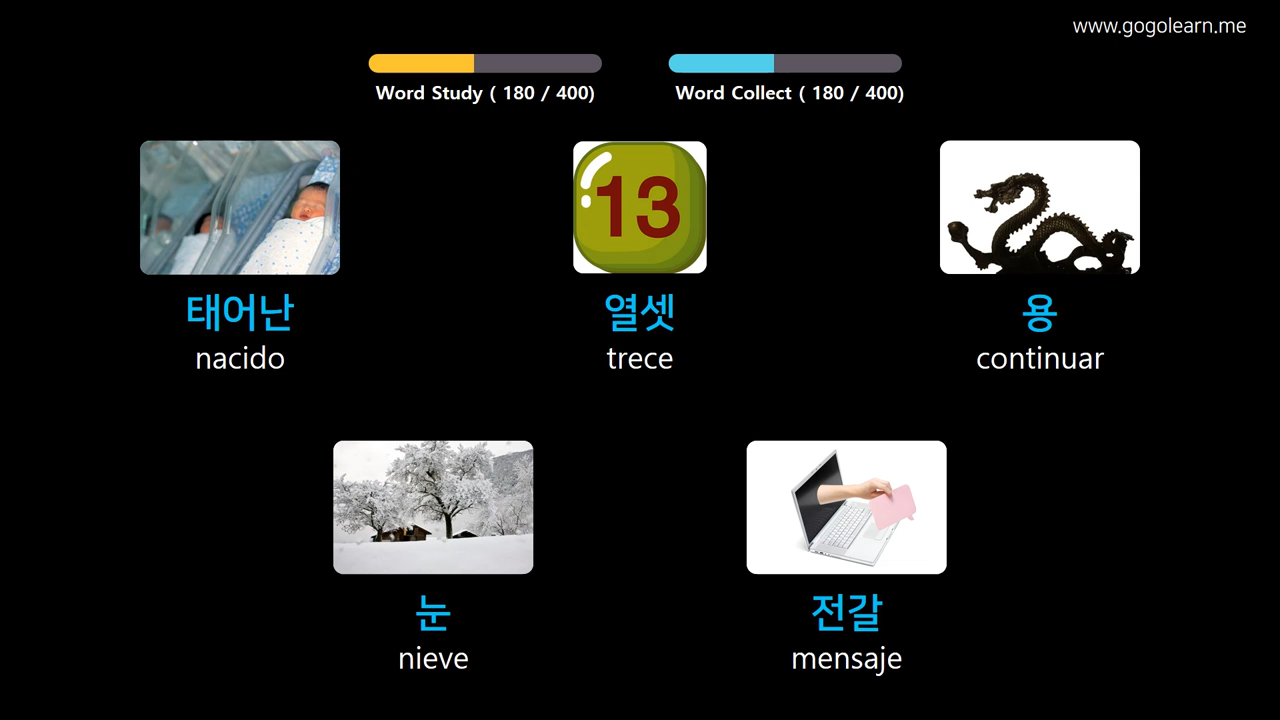 www.gogolearn.me
Word Study ( 180 / 400)
Word Collect ( 180 / 400)
13
태어난
nacido
열셋
trece
용
continuar
눈
nieve
전갈
mensaje